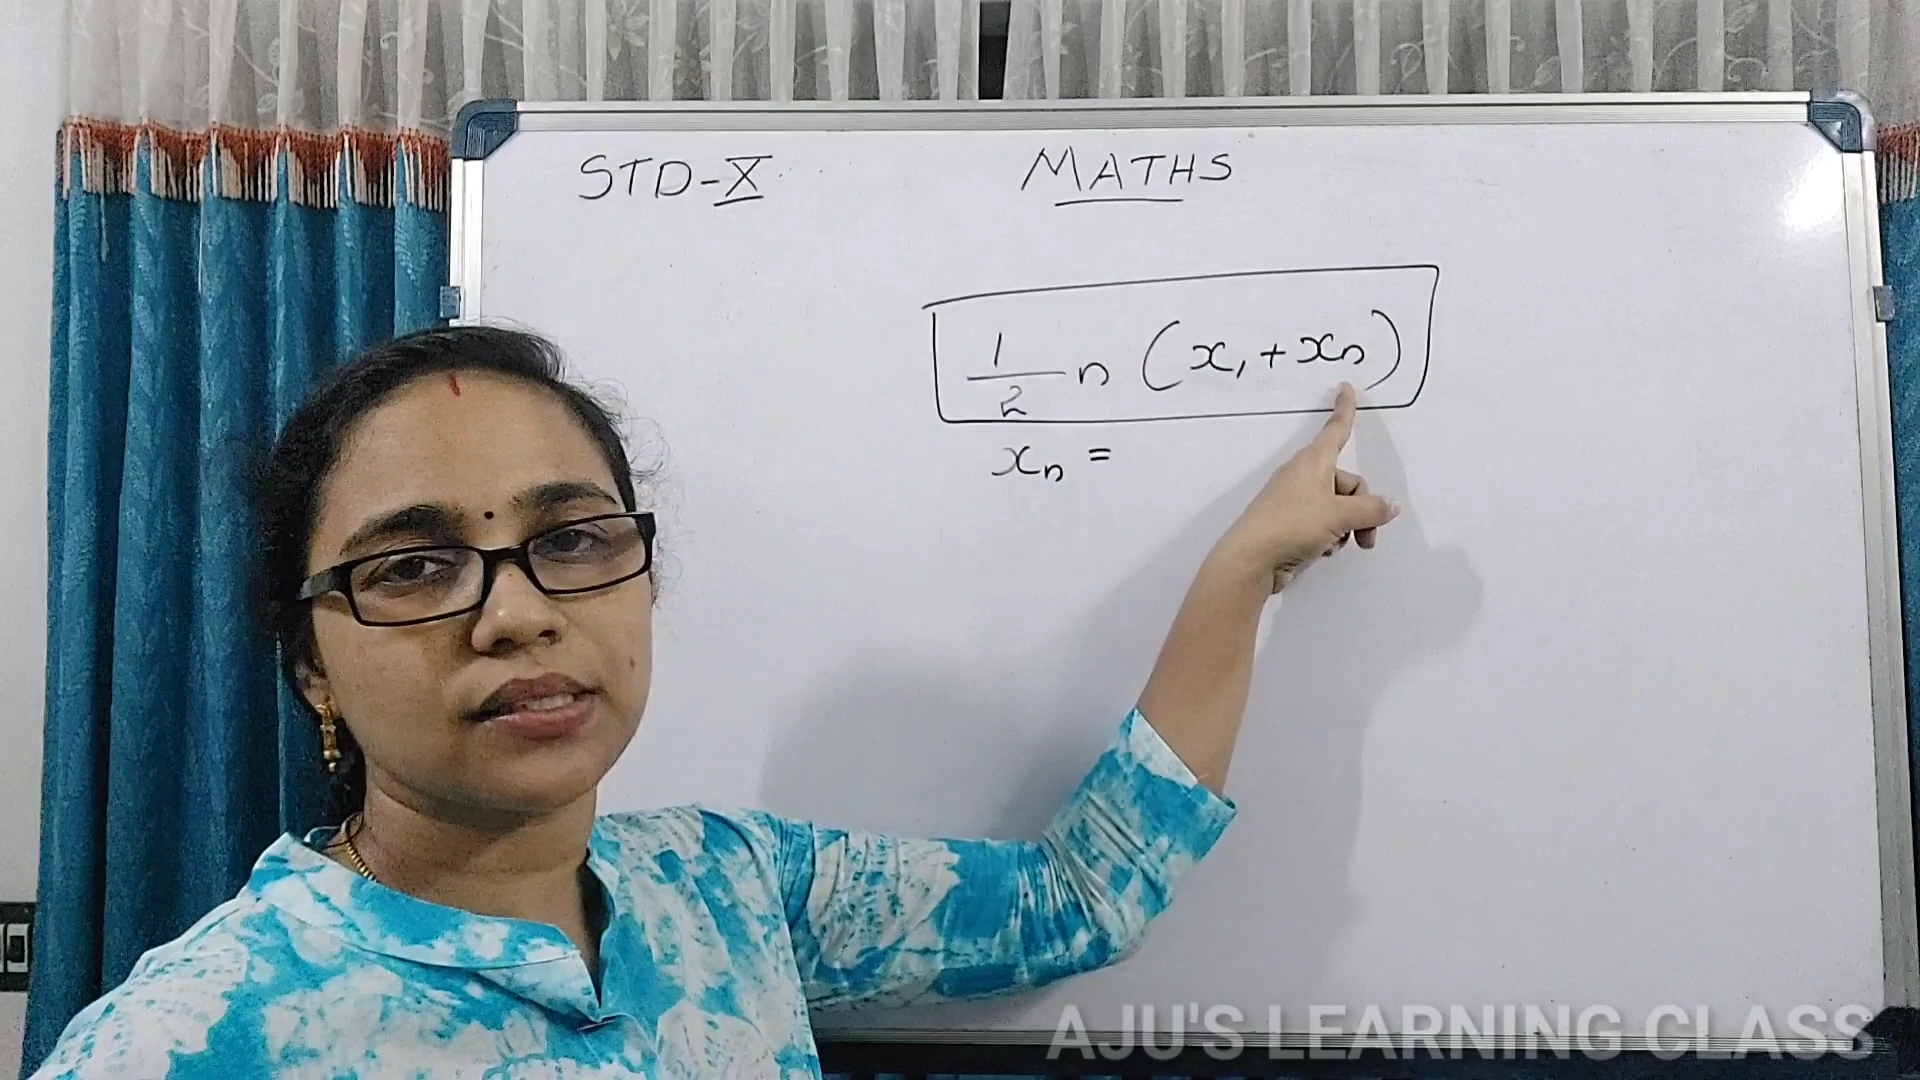 STD-X MATHS
1/2 n (x₁ + xₙ)
xₙ =
AJU'S LEARNING CLASS